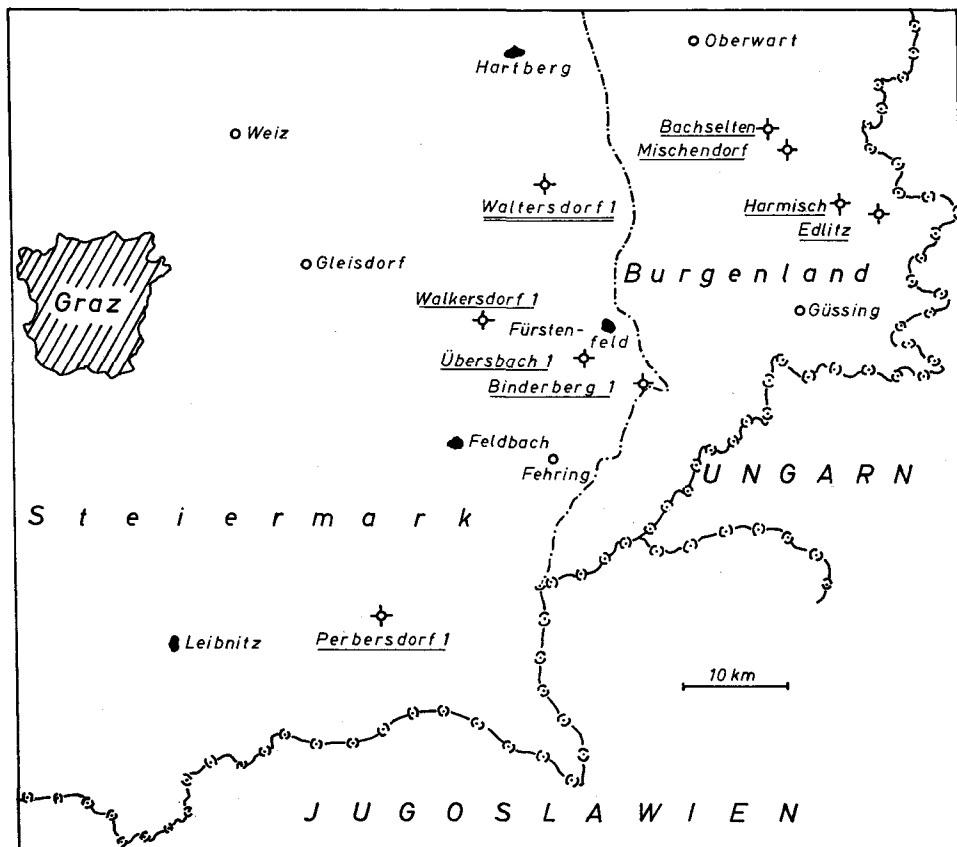 Oberwart
Hartberg
Weiz
Bachselten
Mischendorf
Waltersdorf 1
Harmisch
Edlitz
Gleisdorf
Burgenland
Graz
Walkersdorf 1
Güssing
Fürsten-
feld
Übersbach 1
Binderberg 1
Feldbach
Fehring
UNGARN
Steiermark
Leibnitz
Perbersdorf 1
10 km
JUGOSLAWIEN